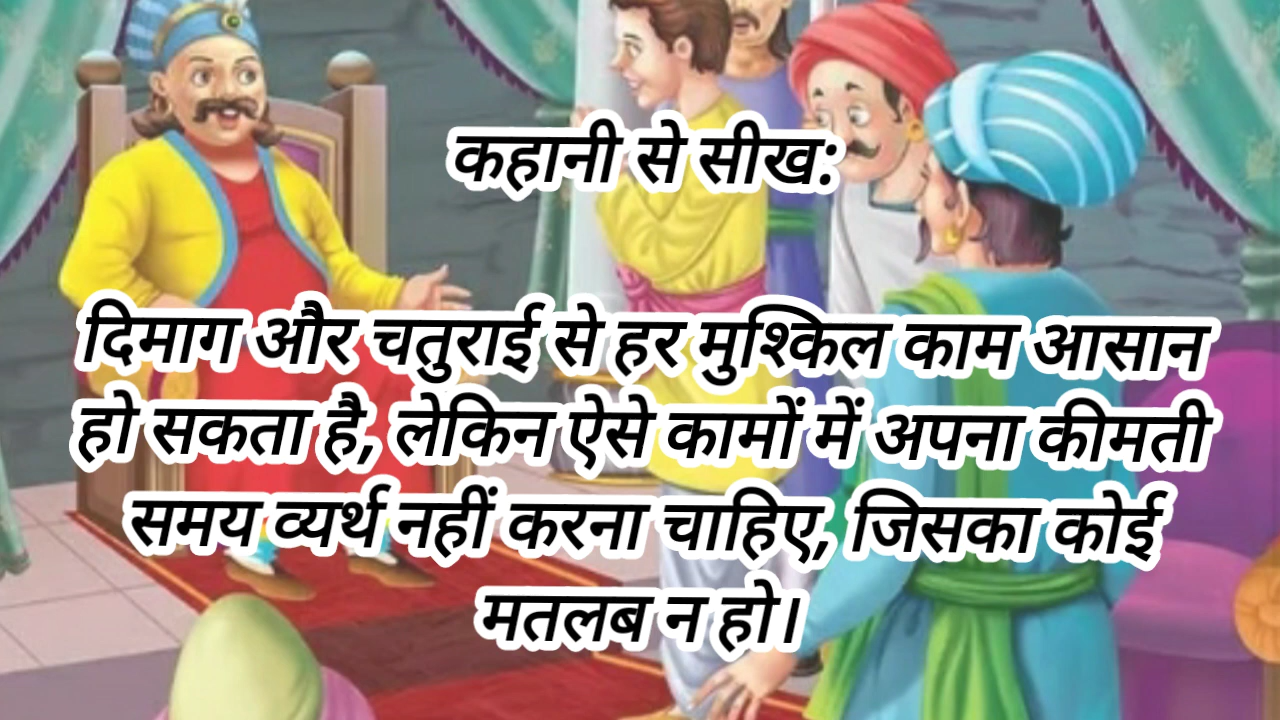 कहानी से सीख:
दिमाग और चतुराई से हर मुश्किल काम आसान
हो सकता है, लेकिन ऐसे कामों में अपना कीमती
समय व्यर्थ नहीं करना चाहिए, जिसका कोई
मतलब न हो।